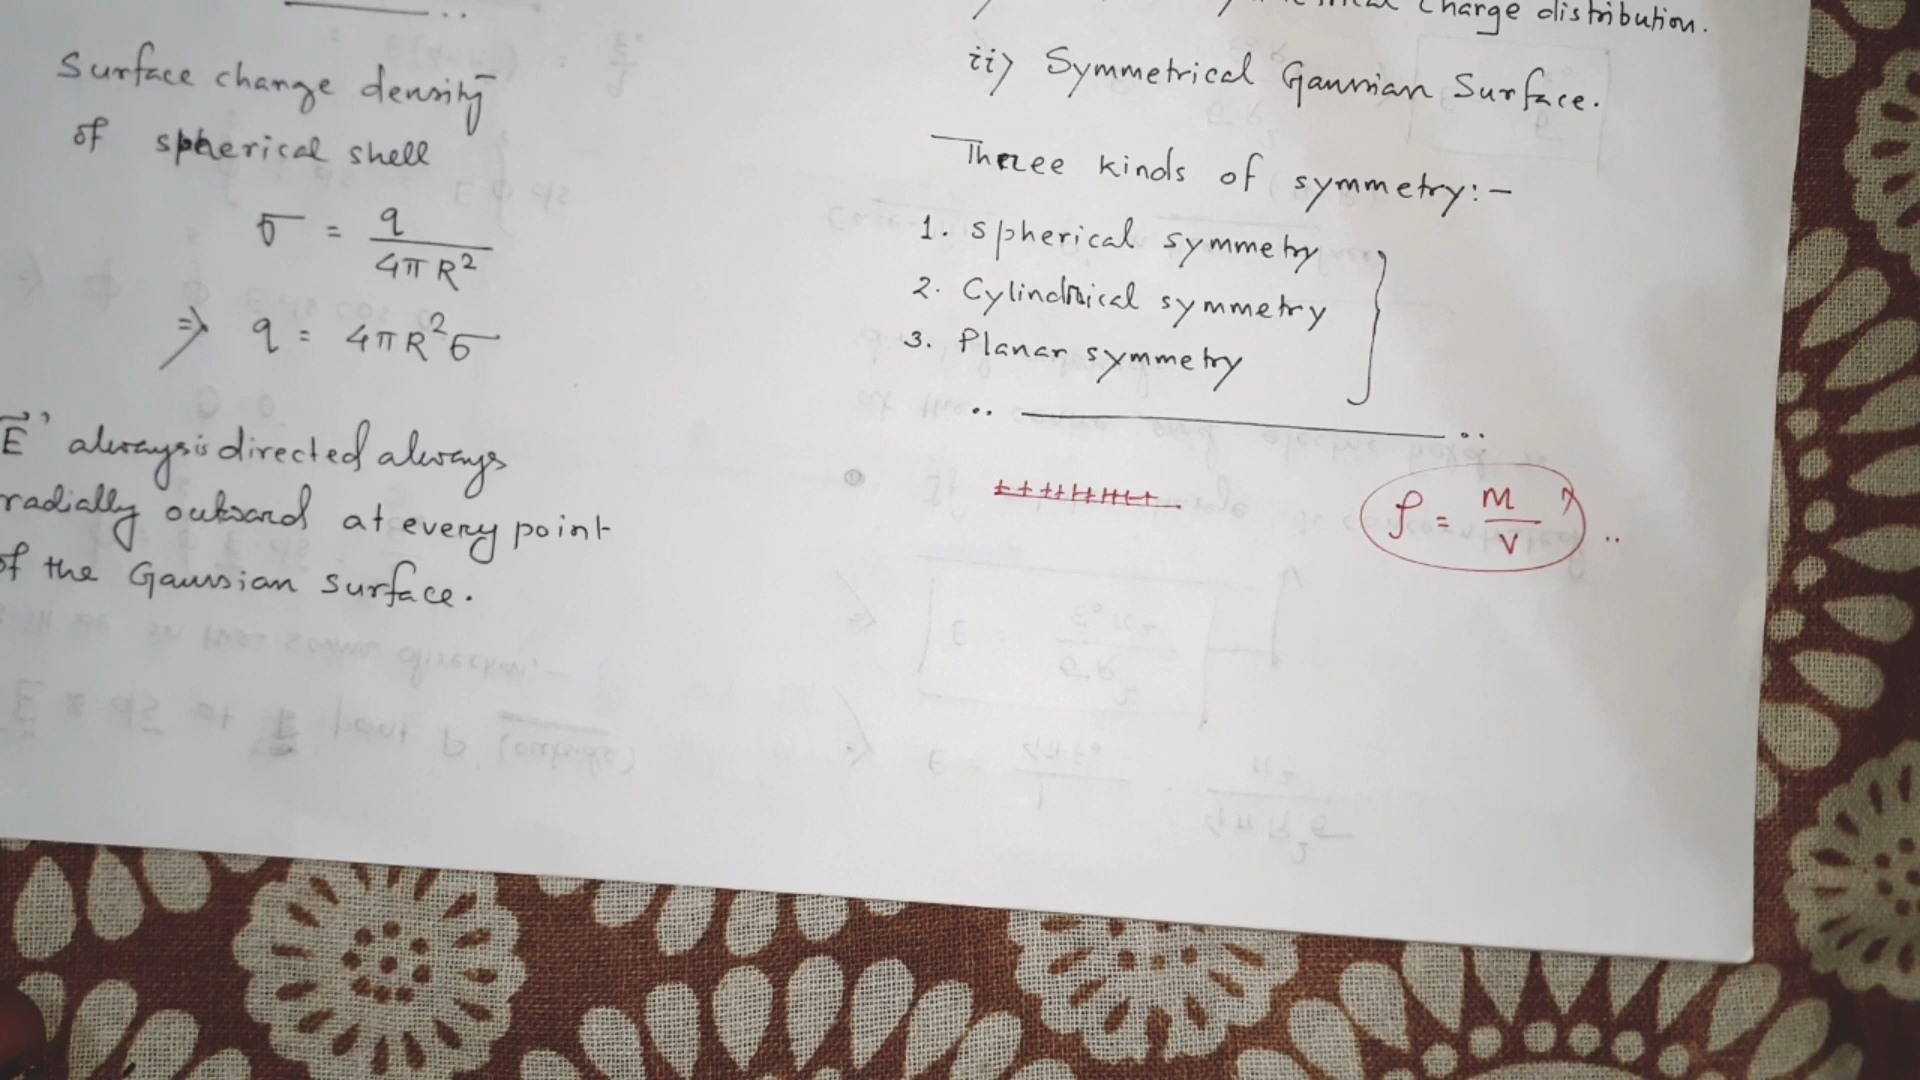 Surface change density
of spherical shell
σ = q / 4πR²
⇒ q = 4πR²σ
E⃗ always is directed always
radially outward at every point
of the Gaussian surface.
charge distribution.
ii) Symmetrical Gaussian Surface.
Three kinds of symmetry:-
1. Spherical symmetry
2. Cylindrical symmetry
3. Planar symmetry
+++++++++
ρ = M / V